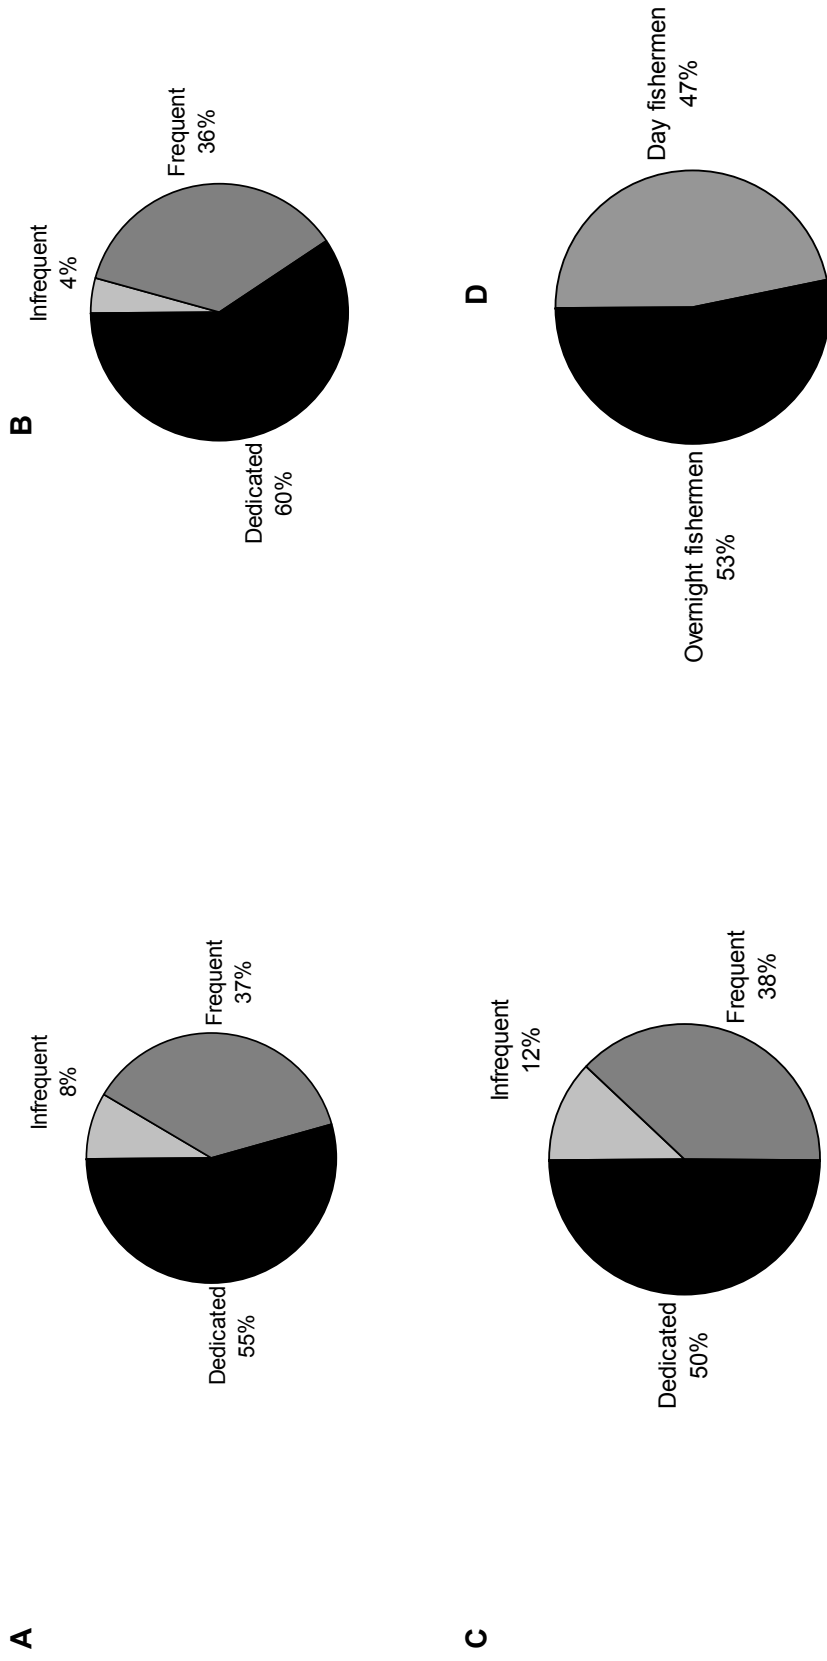 A
Infrequent
8%
Frequent
37%
Dedicated
55%
B
Infrequent
4%
Frequent
36%
Dedicated
60%
C
Infrequent
12%
Frequent
38%
Dedicated
50%
D
Day fishermen
47%
Overnight fishermen
53%